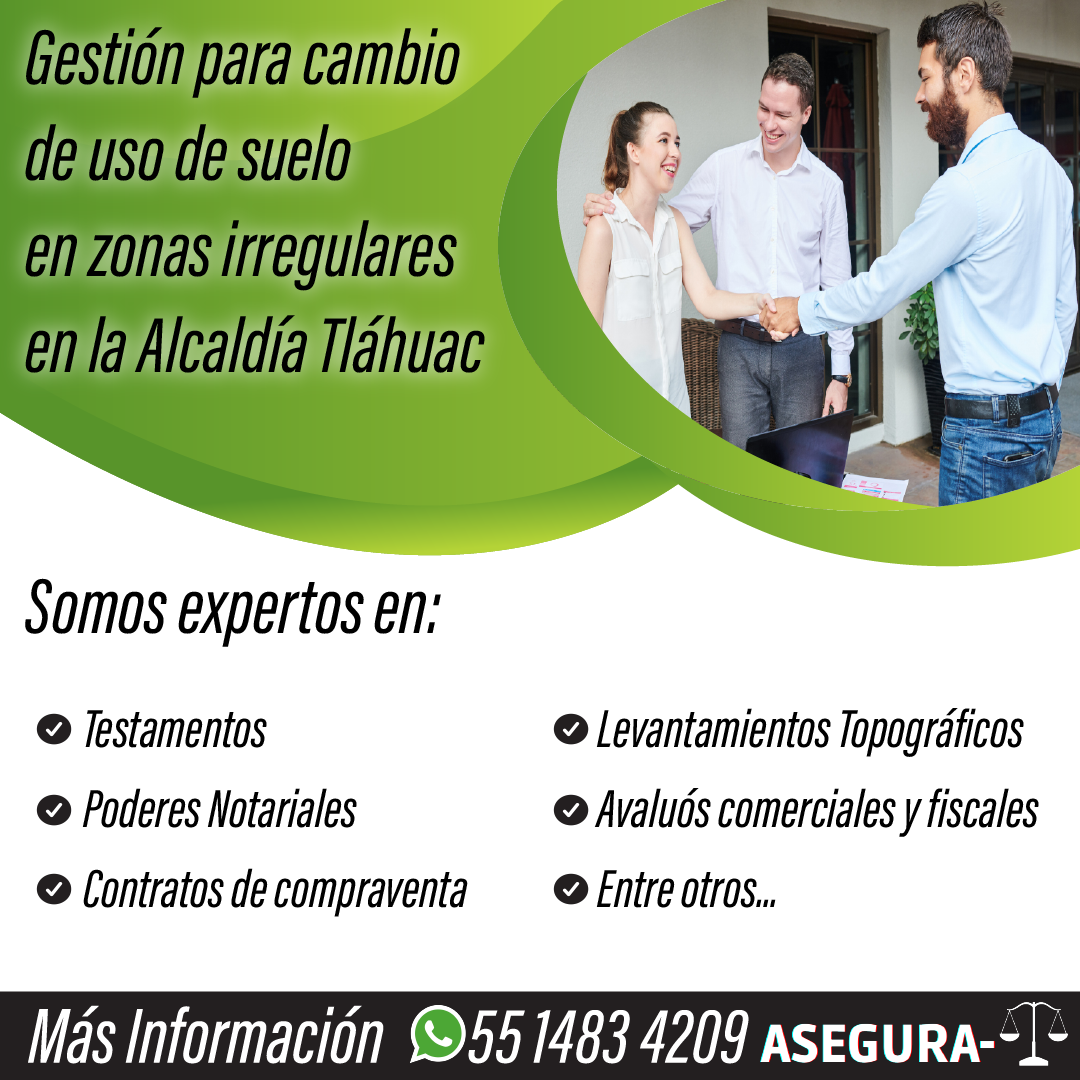 Gestión para cambio
de uso de suelo
en zonas irregulares
en la Alcaldía Tláhuac
Somos expertos en:
Testamentos
Poderes Notariales
Contratos de compraventa
Levantamientos Topográficos
Avaluós comerciales y fiscales
Entre otros...
Más Información 55 1483 4209 ASEGURA-